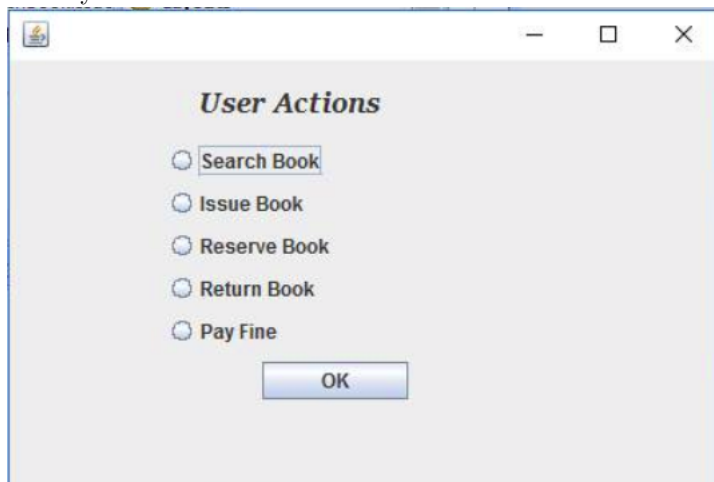 User Actions
Search Book
Issue Book
Reserve Book
Return Book
Pay Fine
OK